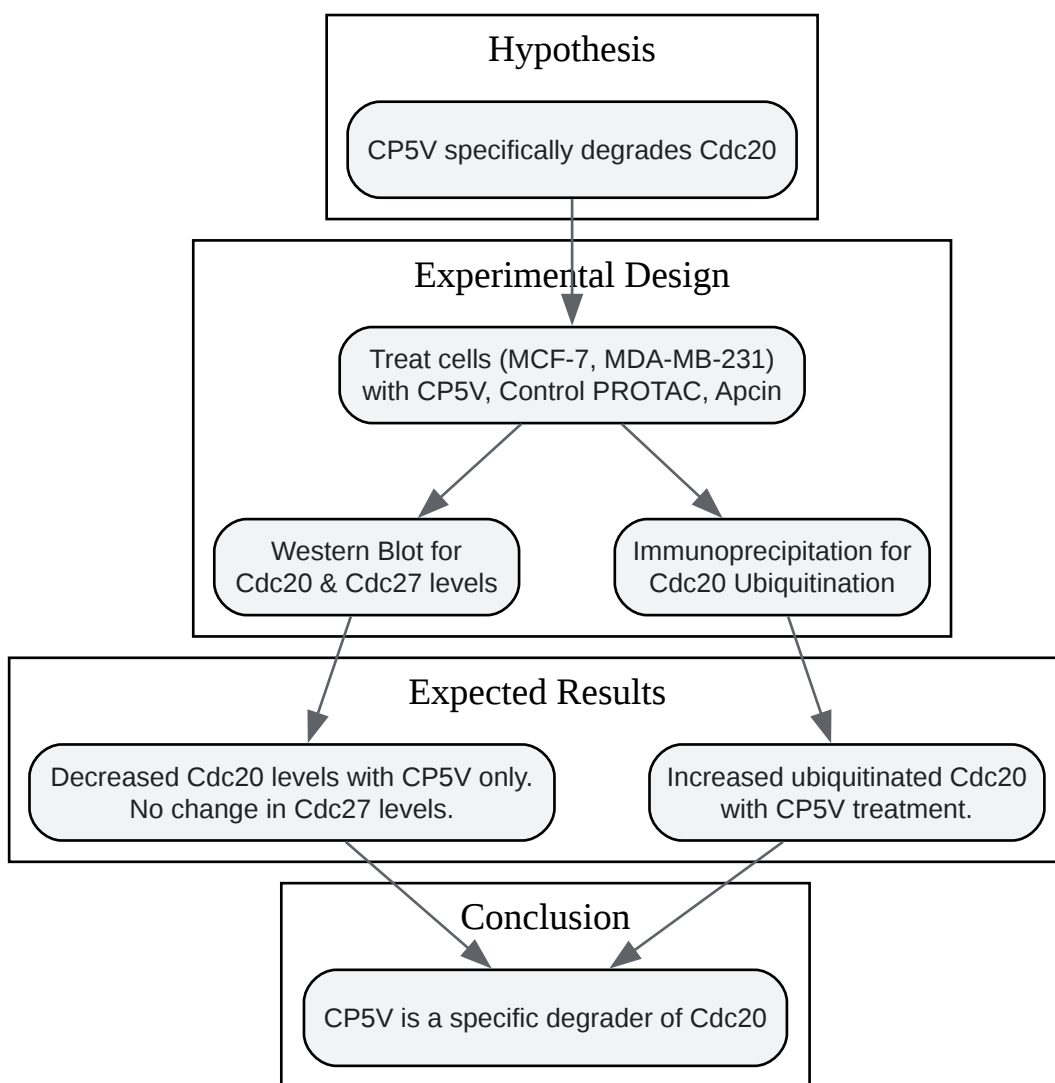 Hypothesis
CP5V specifically degrades Cdc20
Experimental Design
Treat cells (MCF-7, MDA-MB-231)
with CP5V, Control PROTAC, Apcin
Western Blot for
Cdc20 & Cdc27 levels
Immunoprecipitation for
Cdc20 Ubiquitination
Expected Results
Decreased Cdc20 levels with CP5V only.
No change in Cdc27 levels.
Increased ubiquitinated Cdc20
with CP5V treatment.
Conclusion
CP5V is a specific degrader of Cdc20